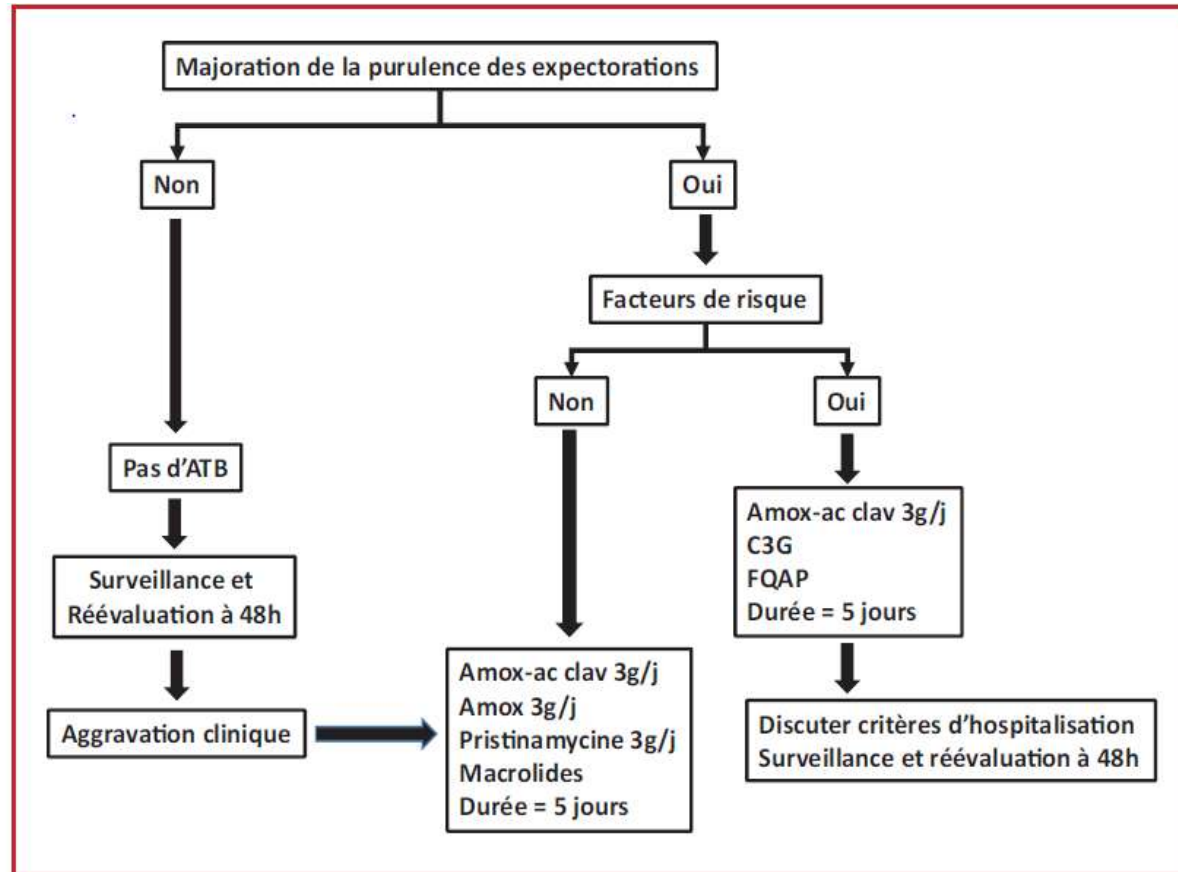 Majoration de la purulence des expectorations
Non
Oui
Facteurs de risque
Non
Oui
Pas d'ATB
Surveillance et
Réévaluation à 48h
Aggravation clinique
Amox-ac clav 3g/j
Amox 3g/j
Pristinamycine 3g/j
Macrolides
Durée = 5 jours
Amox-ac clav 3g/j
C3G
FQAP
Durée = 5 jours
Discuter critères d'hospitalisation
Surveillance et réévaluation à 48h